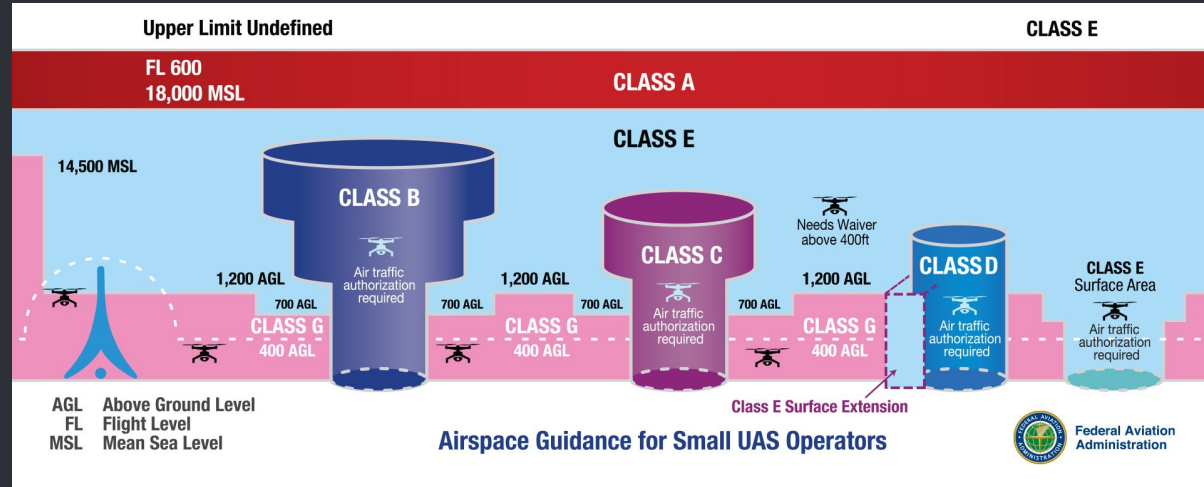 Upper Limit Undefined
CLASS E
FL 600
18,000 MSL
CLASS A
CLASS E
14,500 MSL
CLASS B
Air traffic
authorization
required
CLASS C
Air traffic
authorization
required
Needs Waiver
above 400ft
CLASS D
Air traffic
authorization
required
CLASS E
Surface Area
Air traffic
authorization
required
1,200 AGL
700 AGL
CLASS G
400 AGL
700 AGL
1,200 AGL
700 AGL
CLASS G
400 AGL
700 AGL
1,200 AGL
CLASS G
400 AGL
Class E Surface Extension
AGL Above Ground Level
FL Flight Level
MSL Mean Sea Level
Airspace Guidance for Small UAS Operators
FEDERAL AVIATION
ADMINISTRATION
Federal Aviation
Administration